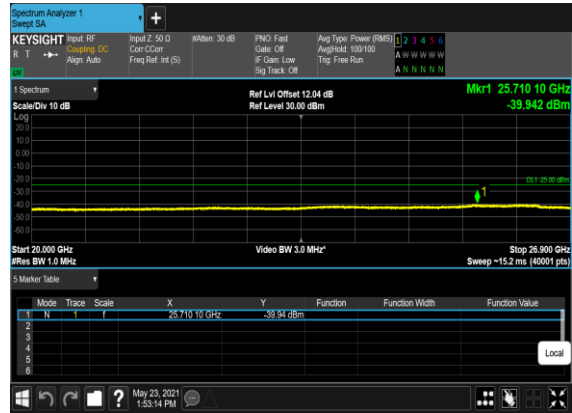 Spectrum Analyzer 1
Swept SA
+
KEYSIGHT Input: RF Input Z: 50 Ω #Atten: 30 dB PNO: Fast Avg Type: Power (RMS) 1 2 3 4 5 6
R T Coupling: DC Corr CCorr Gate: Off Avg|Hold: 100/100 A W W W W W
Align: Auto Freq Ref: Int (S) IF Gain: Low Trig: Free Run
Sig Track: Off A N N N N N
1 Spectrum Ref Lvl Offset 12.04 dB Mkr1 25.710 10 GHz
Scale/Div 10 dB Ref Level 30.00 dBm -39.942 dBm
Log
20.0
10.0
0.00
-10.0
-20.0 DL1 -25.00 dBm
-30.0 1
-40.0
-50.0
-60.0
Start 20.000 GHz Video BW 3.0 MHz* Stop 26.900 GHz
#Res BW 1.0 MHz Sweep ~15.2 ms (40001 pts)
5 Marker Table
Mode Trace Scale X Y Function Function Width Function Value
1 N 1 f 25.710 10 GHz -39.94 dBm
2
3
4
5
6
Local
? May 23, 2021
1:53:14 PM